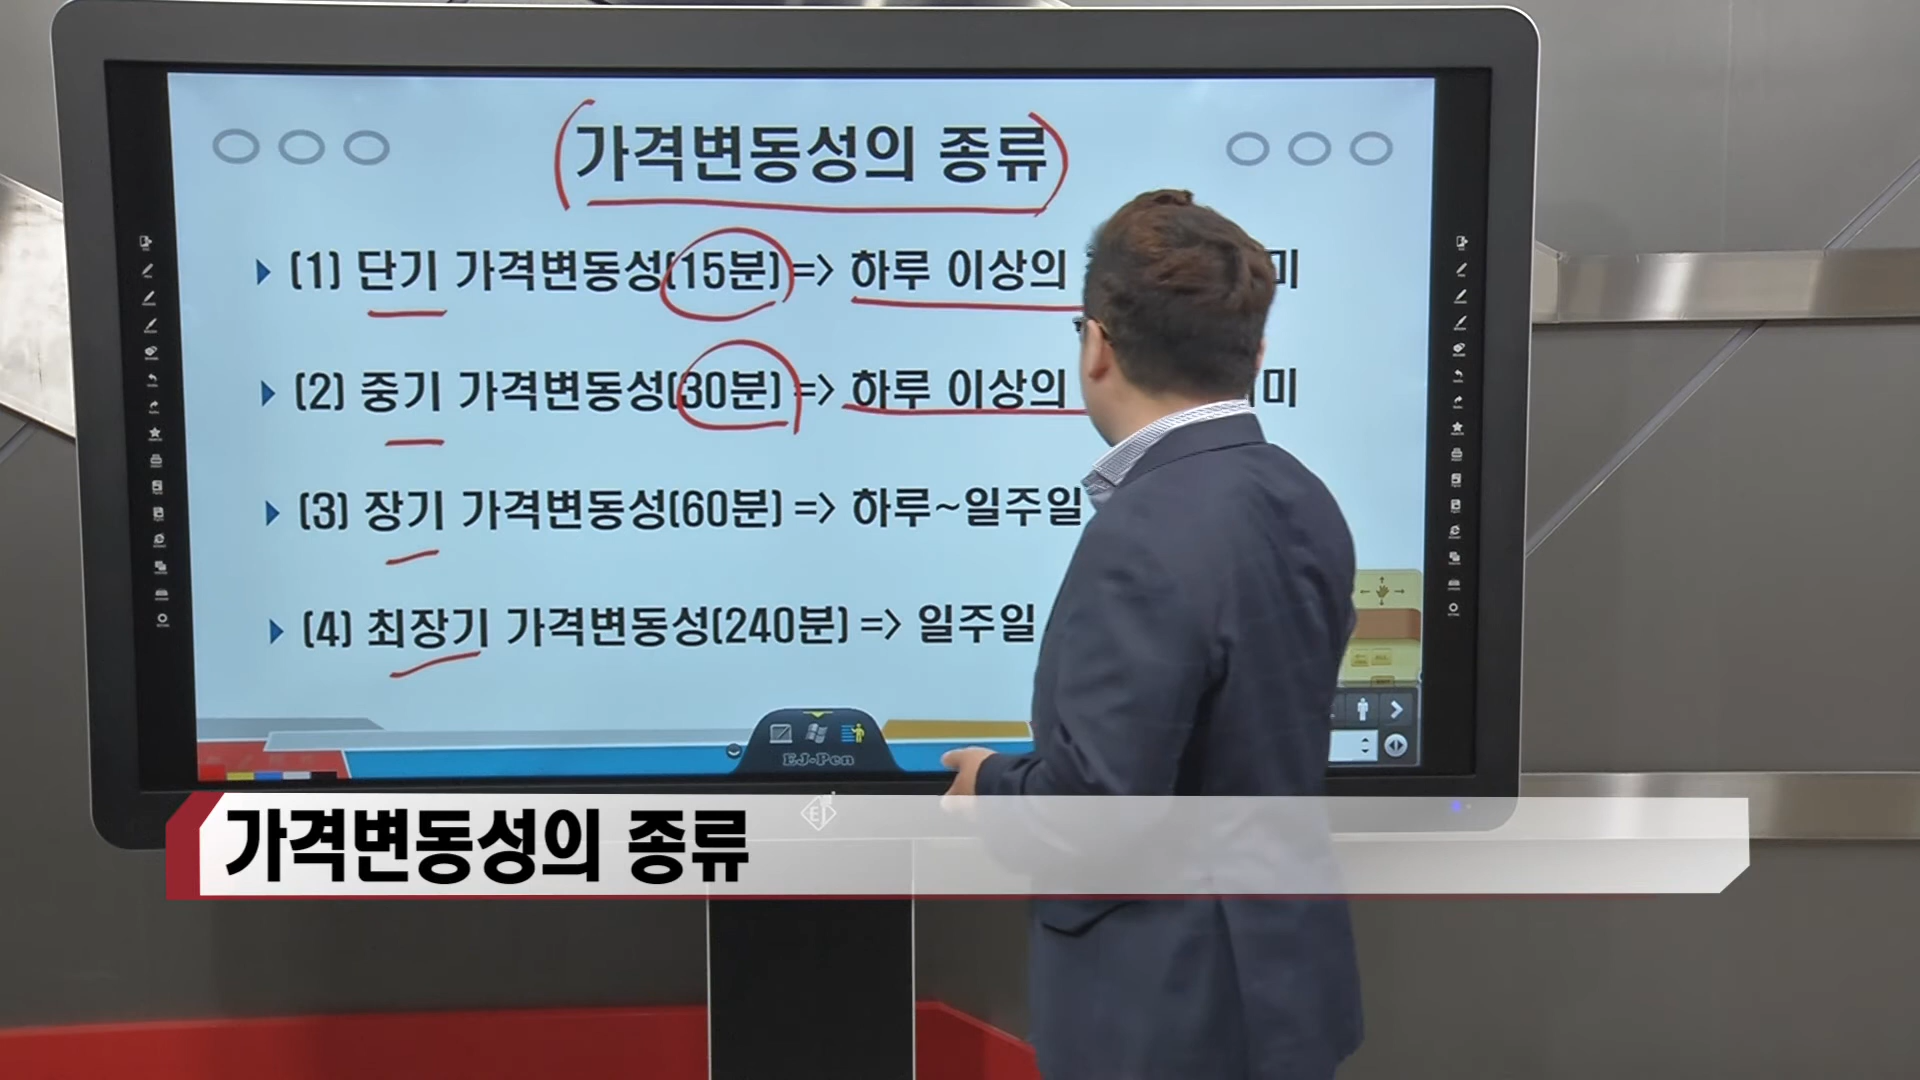 가격변동성의 종류
(1) 단기 가격변동성(15분) => 하루 이상의 미
(2) 중기 가격변동성(30분) => 하루 이상의 미
(3) 장기 가격변동성(60분) => 하루~일주일
(4) 최장기 가격변동성(240분) => 일주일
EJ-Pen
EJ
가격변동성의 종류